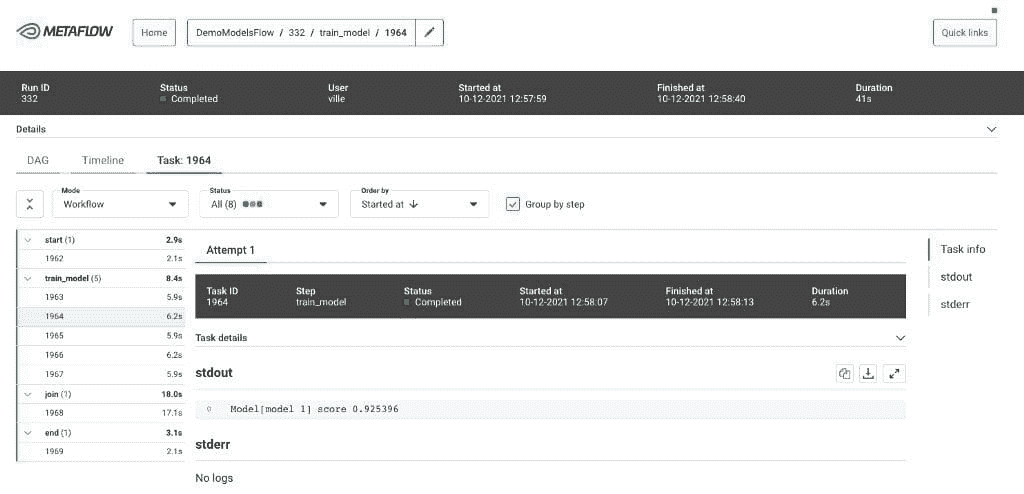 METAFLOW
Home
DemoModelsFlow / 332 / train_model / 1964
Quick links
Run ID Status User Started at Finished at Duration
332 Completed ville 10-12-2021 12:57:59 10-12-2021 12:58:40 41s
Details
DAG Timeline Task: 1964
Mode Status Order by
Workflow All (8) Started at ↓ Group by step
start (1) 2.9s
1962 2.1s
train_model (5) 8.4s
1963 5.9s
1964 6.2s
1965 5.9s
1966 6.2s
1967 5.9s
join (1) 18.0s
1968 17.1s
end (1) 3.1s
1969 2.1s
Attempt 1
Task ID Step Status Started at Finished at Duration
1964 train_model Completed 10-12-2021 12:58:07 10-12-2021 12:58:13 6.2s
Task details
stdout
0 Model[model 1] score 0.925396
stderr
No logs
Task info
stdout
stderr